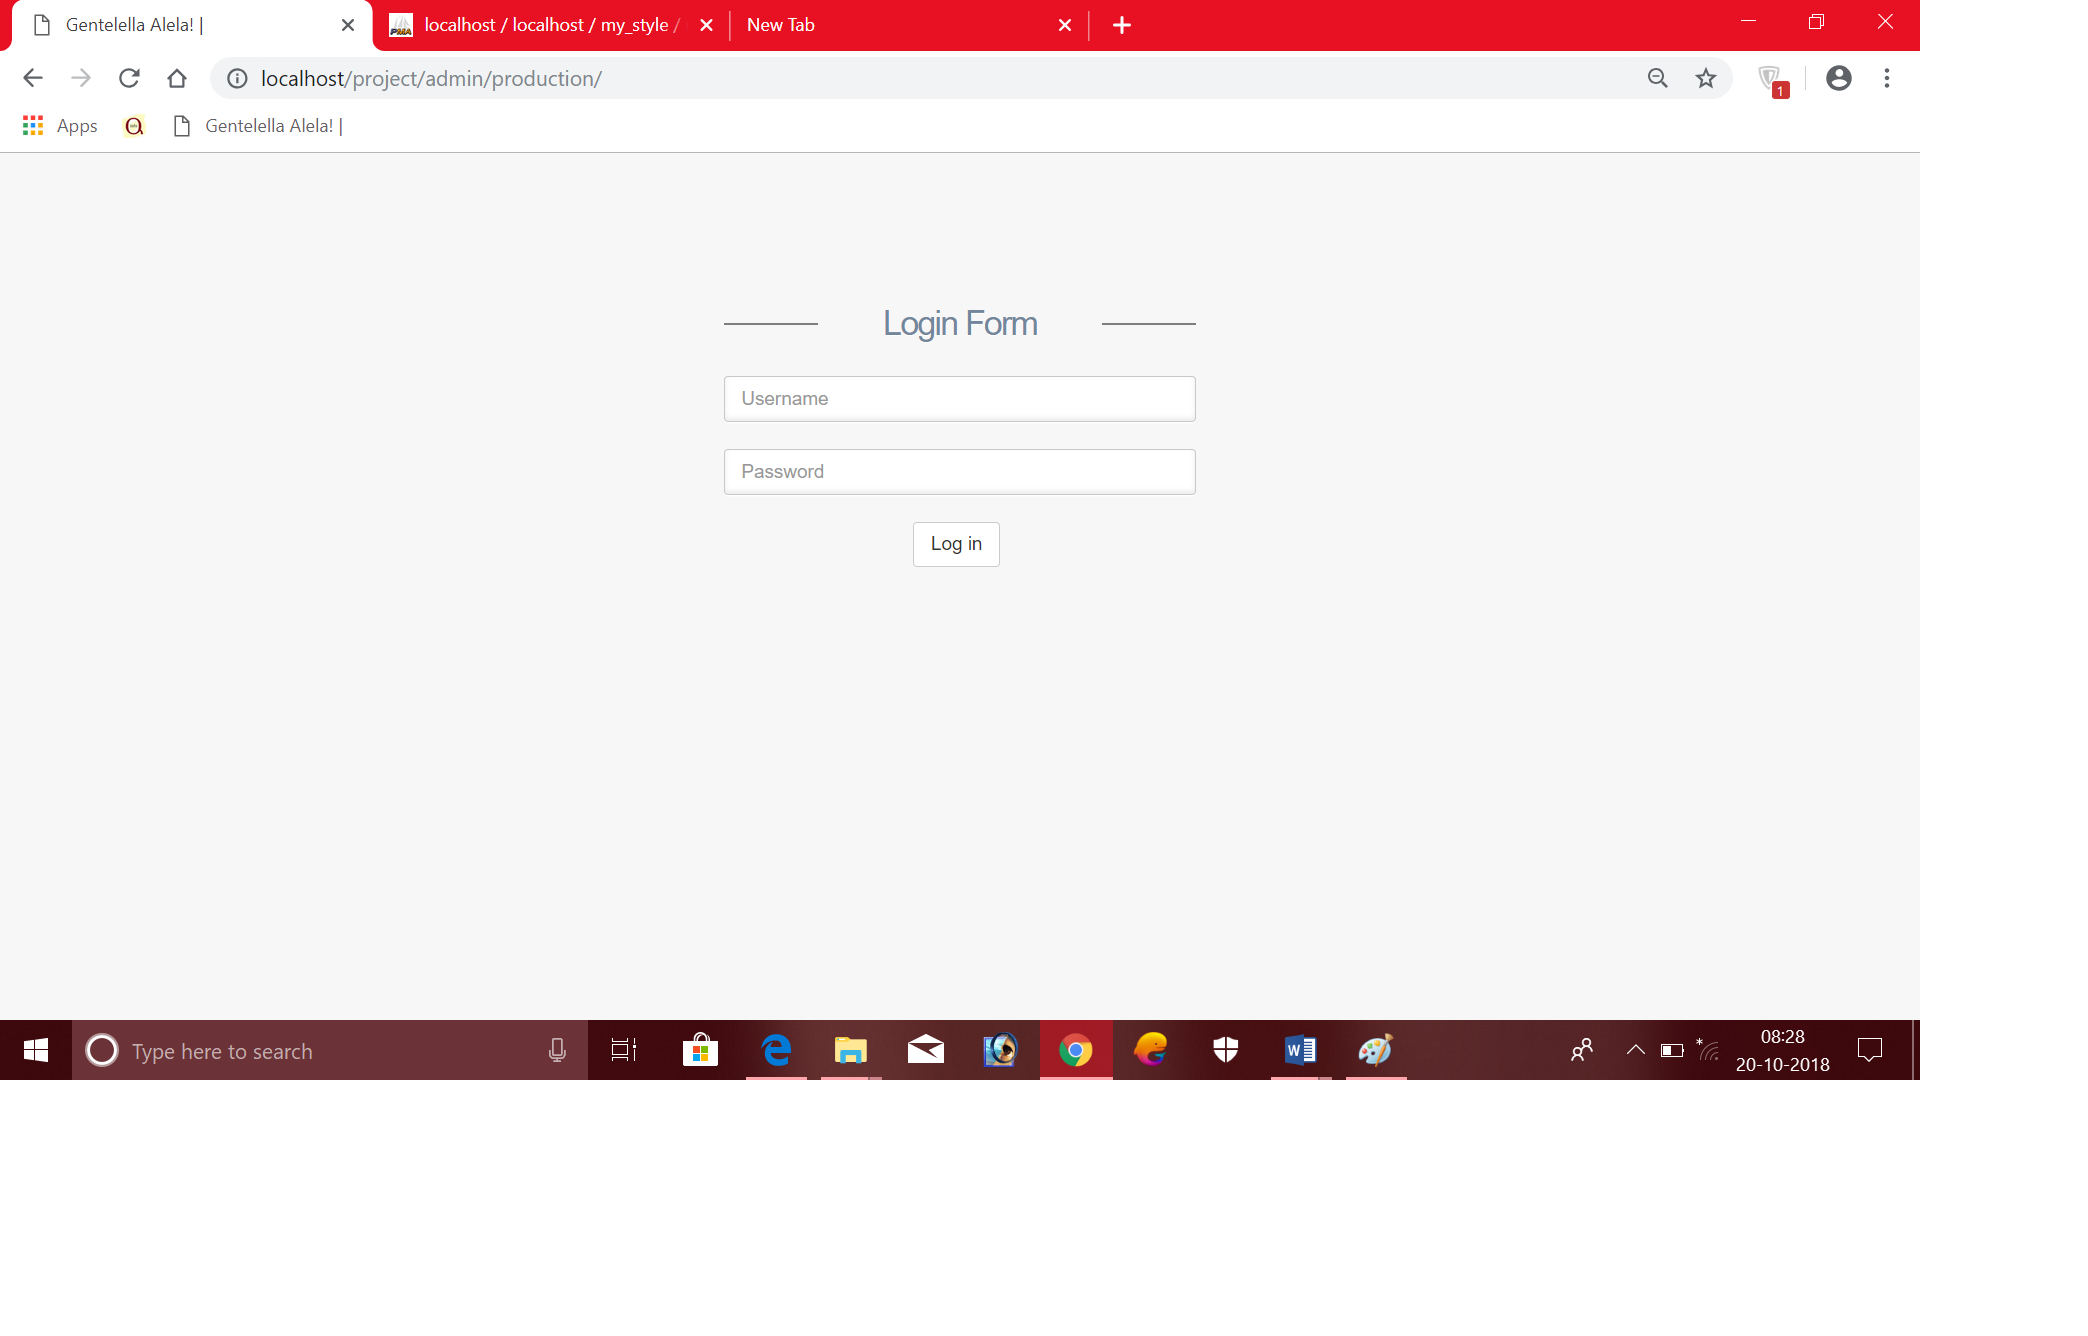 Gentelella Alela! |
localhost / localhost / my_style /
New Tab
localhost/project/admin/production/
1
Apps
Gentelella Alela! |
Login Form
Username
Password
Log in
Type here to search
08:28
20-10-2018